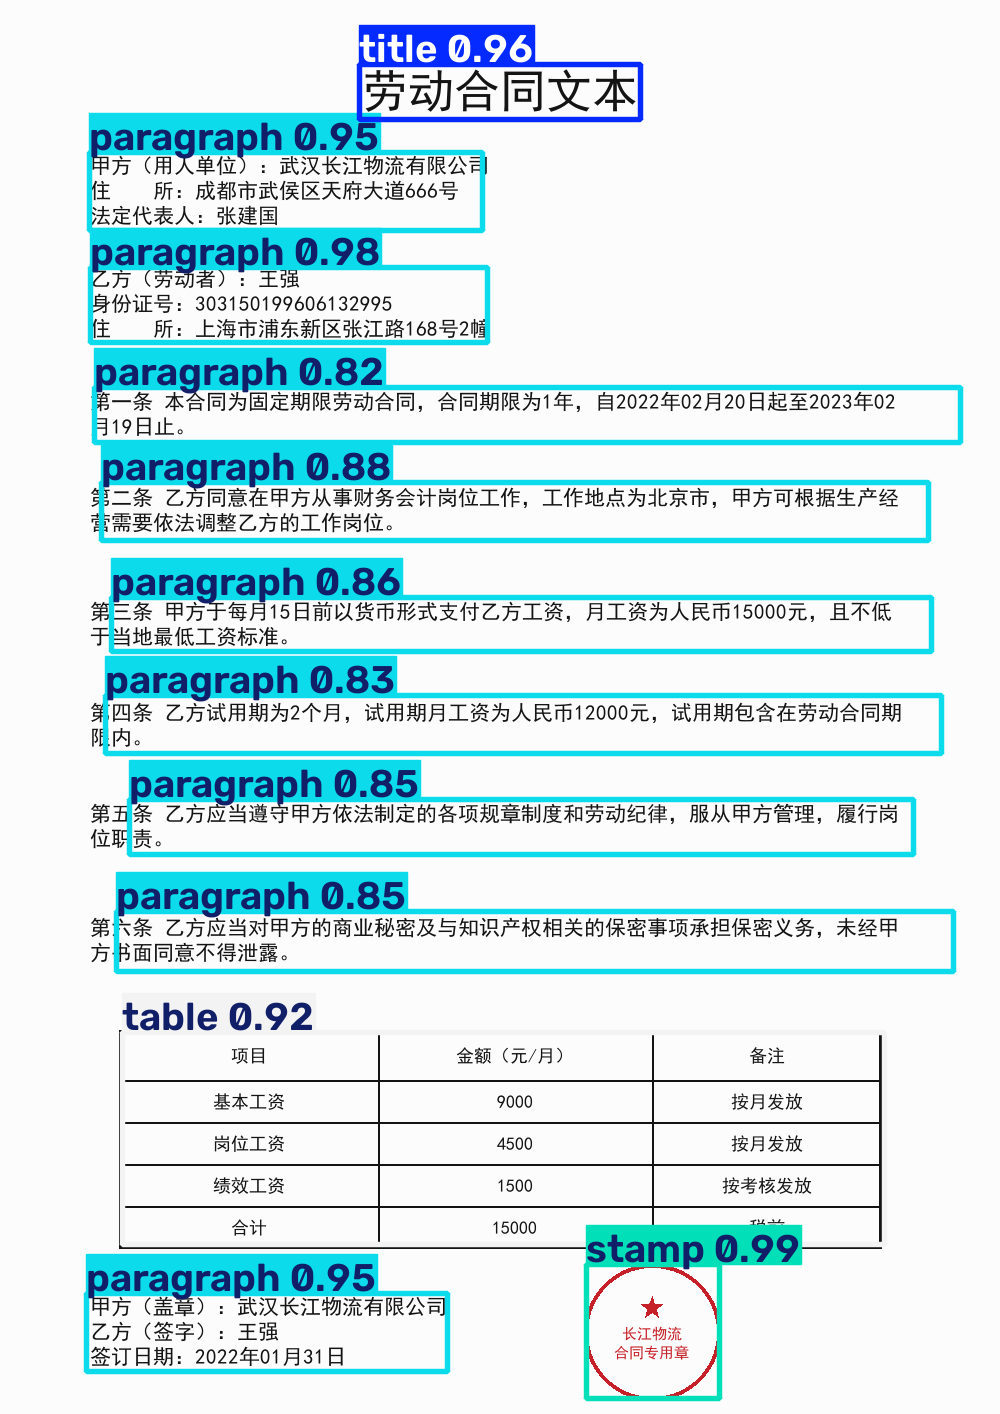 title 0.96
劳动合同文本
paragraph 0.95
甲方（用人单位）：武汉长江物流有限公司
住　　所：成都市武侯区天府大道666号
法定代表人：张建国
paragraph 0.98
乙方（劳动者）：王强
身份证号：303150199606132995
住　　所：上海市浦东新区张江路168号2幢
paragraph 0.82
第一条 本合同为固定期限劳动合同，合同期限为1年，自2022年02月20日起至2023年02
月19日止。
paragraph 0.88
第二条 乙方同意在甲方从事财务会计岗位工作，工作地点为北京市，甲方可根据生产经
营需要依法调整乙方的工作岗位。
paragraph 0.86
第三条 甲方于每月15日前以货币形式支付乙方工资，月工资为人民币15000元，且不低
于当地最低工资标准。
paragraph 0.83
第四条 乙方试用期为2个月，试用期月工资为人民币12000元，试用期包含在劳动合同期
限内。
paragraph 0.85
第五条 乙方应当遵守甲方依法制定的各项规章制度和劳动纪律，服从甲方管理，履行岗
位职责。
paragraph 0.85
第六条 乙方应当对甲方的商业秘密及与知识产权相关的保密事项承担保密义务，未经甲
方书面同意不得泄露。
table 0.92
项目 金额（元/月） 备注
基本工资 9000 按月发放
岗位工资 4500 按月发放
绩效工资 1500 按考核发放
合计 15000 税前
stamp 0.99
paragraph 0.95
甲方（盖章）：武汉长江物流有限公司
乙方（签字）：王强
签订日期：2022年01月31日
长江物流
合同专用章